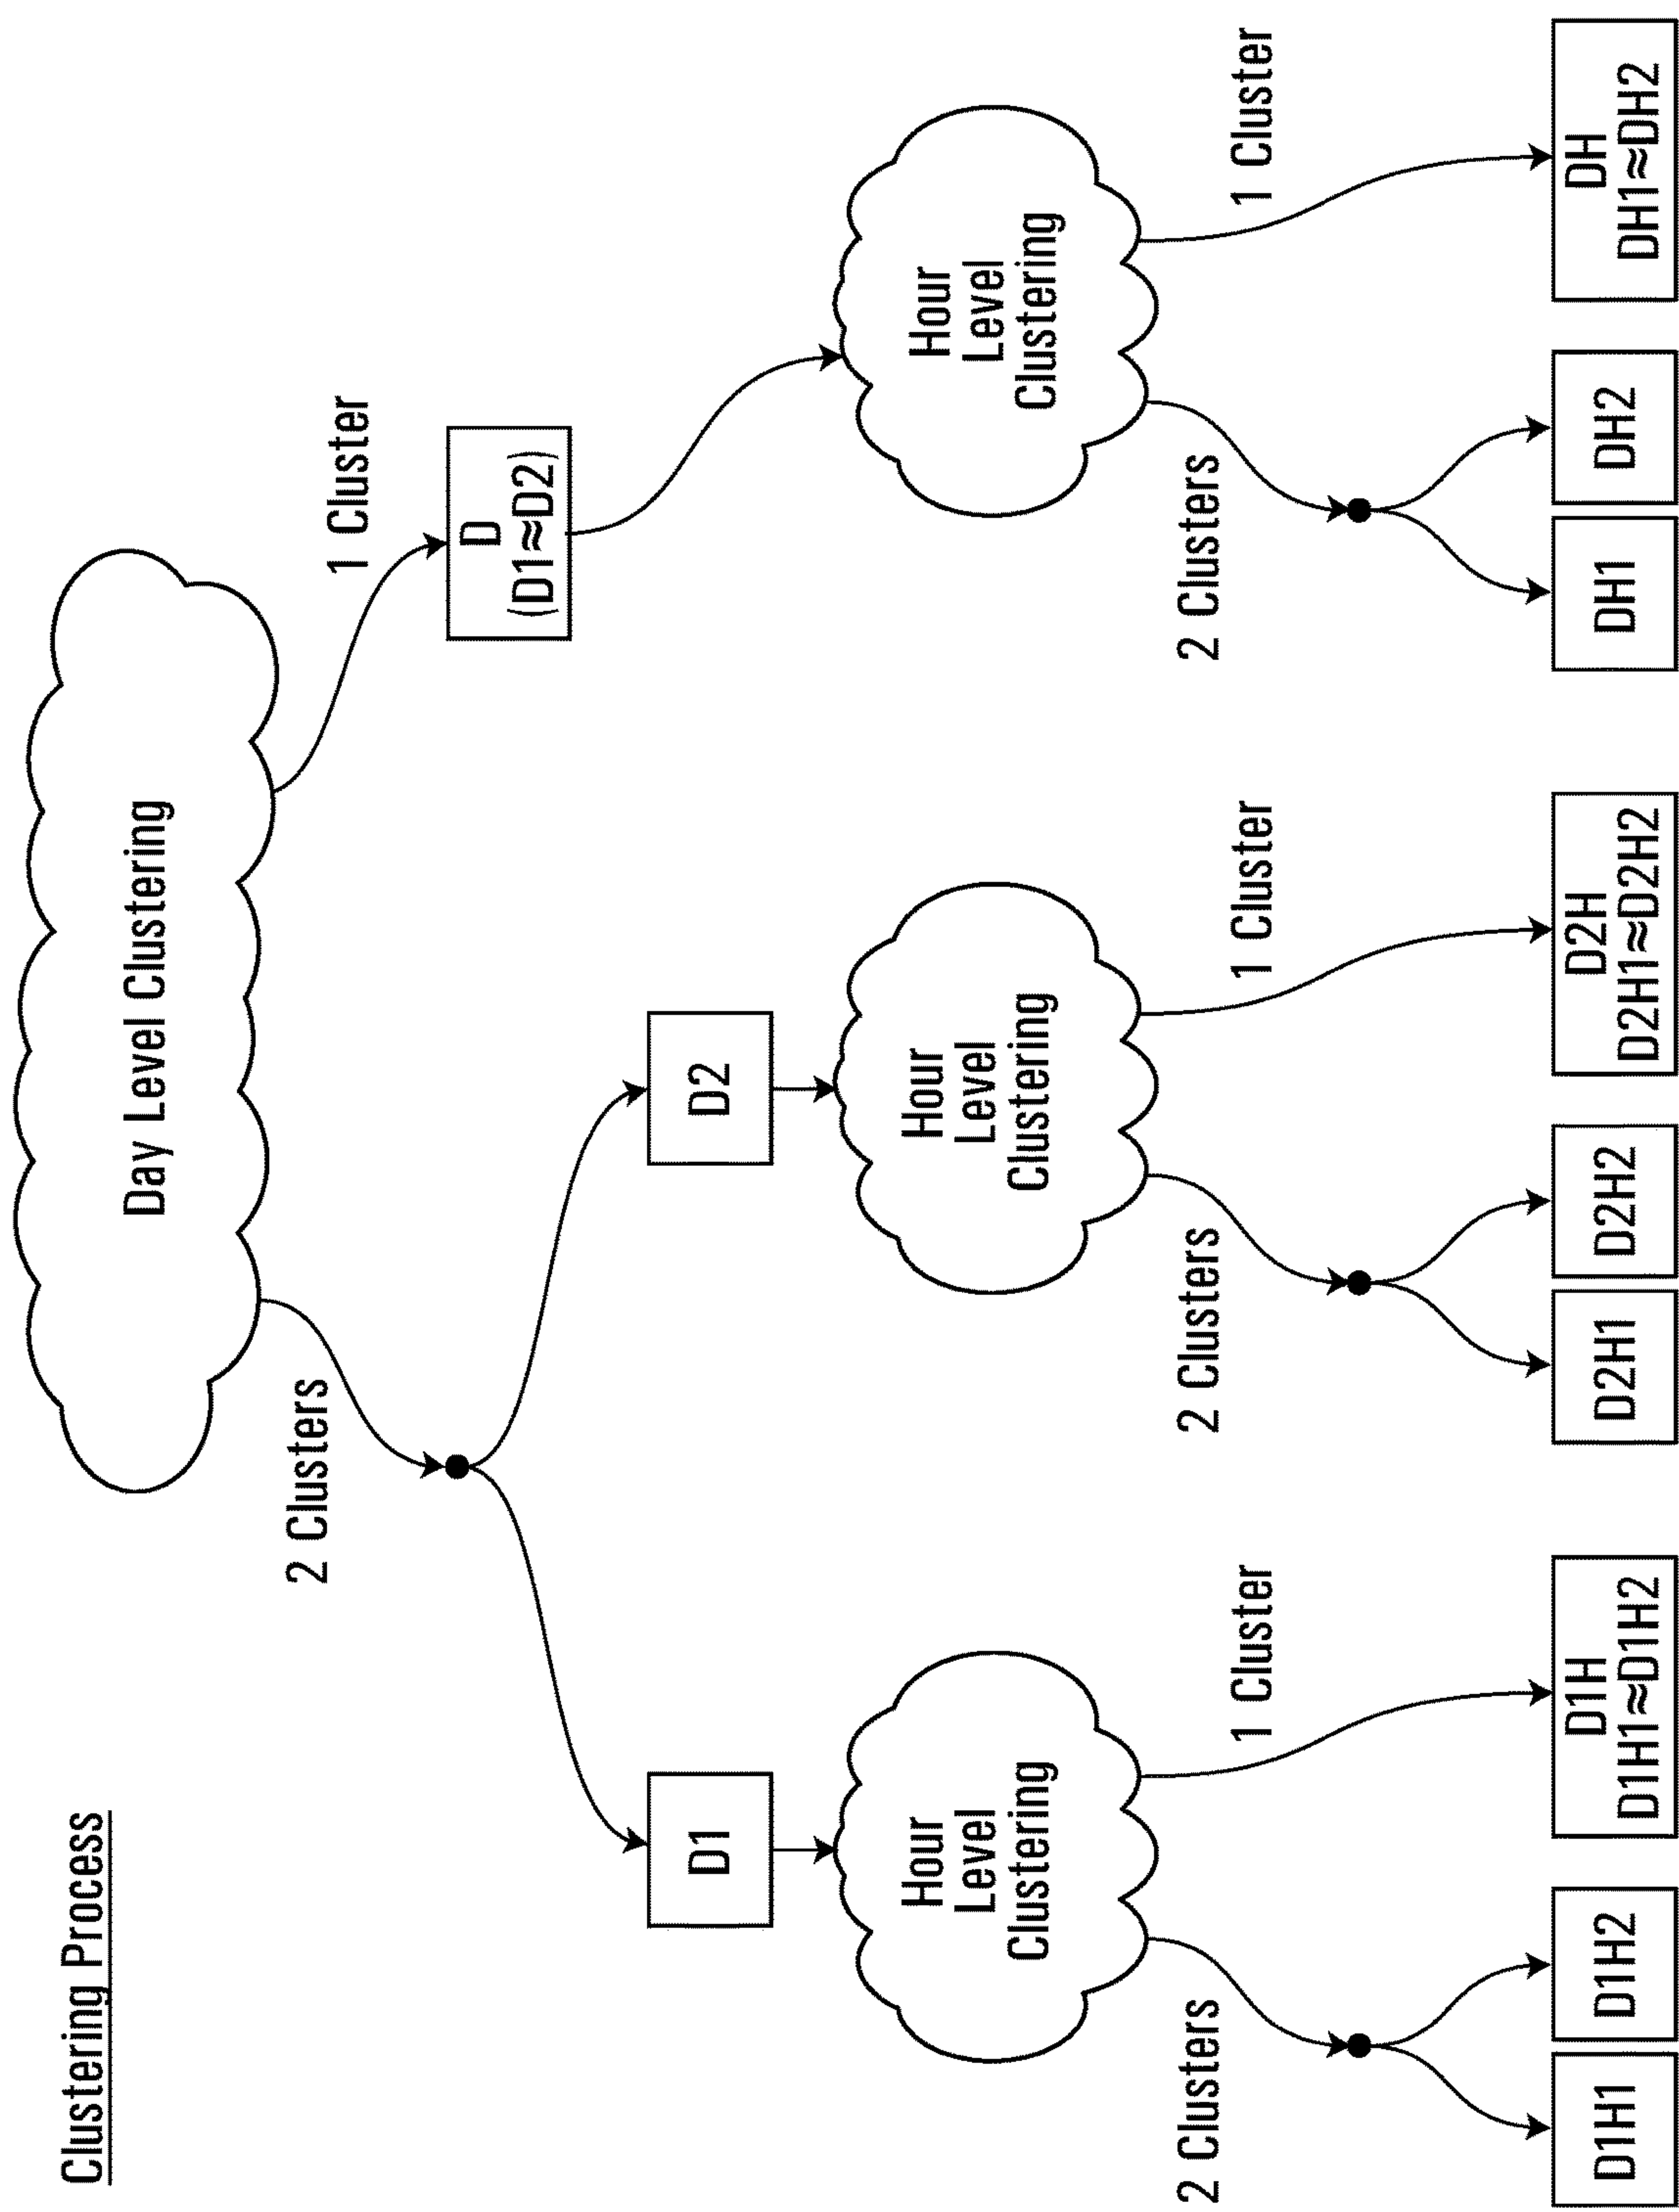 Clustering Process
Day Level Clustering
2 Clusters
1 Cluster
D
(D1≈D2)
D1
D2
Hour
Level
Clustering
Hour
Level
Clustering
Hour
Level
Clustering
2 Clusters
1 Cluster
2 Clusters
1 Cluster
2 Clusters
1 Cluster
D1H1
D1H2
D1H
D1H1≈D1H2
D2H1
D2H2
D2H
D2H1≈D2H2
DH1
DH2
DH
DH1≈DH2